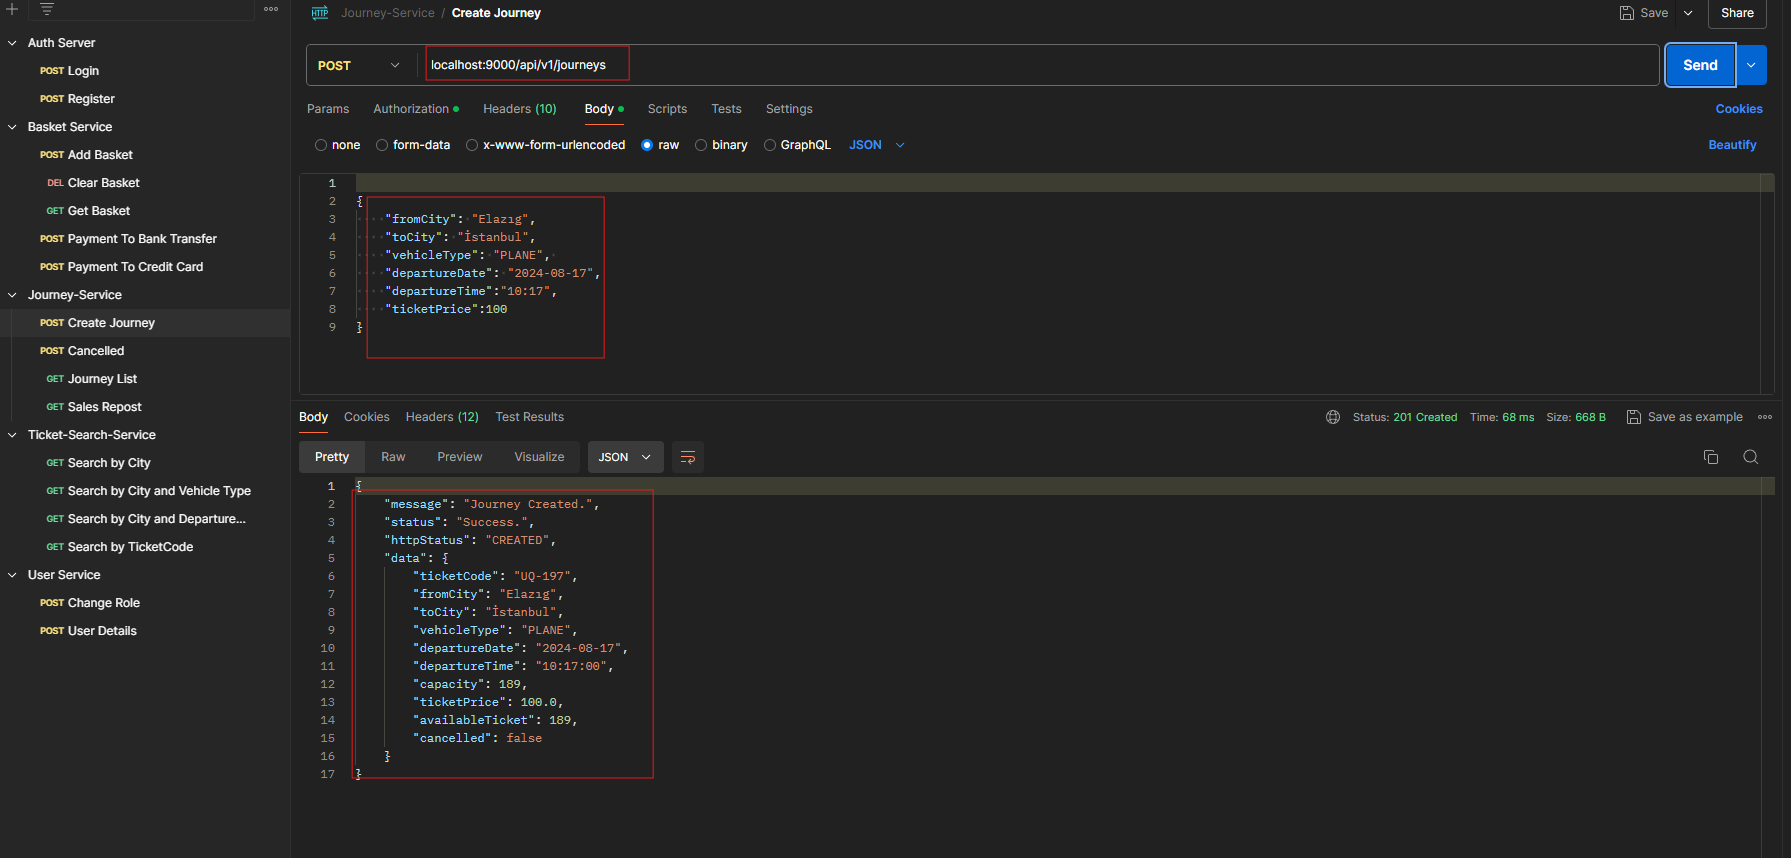 HTTP Journey-Service / Create Journey Save Share
Auth Server
POST Login
POST Register
Basket Service
POST Add Basket
DEL Clear Basket
GET Get Basket
POST Payment To Bank Transfer
POST Payment To Credit Card
Journey-Service
POST Create Journey
POST Cancelled
GET Journey List
GET Sales Repost
Ticket-Search-Service
GET Search by City
GET Search by City and Vehicle Type
GET Search by City and Departure...
GET Search by TicketCode
User Service
POST Change Role
POST User Details
POST localhost:9000/api/v1/journeys Send
Params Authorization Headers (10) Body Scripts Tests Settings Cookies
none form-data x-www-form-urlencoded raw binary GraphQL JSON Beautify
1
2 {
3 "fromCity": "Elazıg",
4 "toCity": "İstanbul",
5 "vehicleType": "PLANE",
6 "departureDate": "2024-08-17",
7 "departureTime":"10:17",
8 "ticketPrice":100
9 }
Body Cookies Headers (12) Test Results Status: 201 Created Time: 68 ms Size: 668 B Save as example
Pretty Raw Preview Visualize JSON
1 {
2 "message": "Journey Created.",
3 "status": "Success.",
4 "httpStatus": "CREATED",
5 "data": {
6 "ticketCode": "UQ-197",
7 "fromCity": "Elazıg",
8 "toCity": "İstanbul",
9 "vehicleType": "PLANE",
10 "departureDate": "2024-08-17",
11 "departureTime": "10:17:00",
12 "capacity": 189,
13 "ticketPrice": 100.0,
14 "availableTicket": 189,
15 "cancelled": false
16 }
17 }